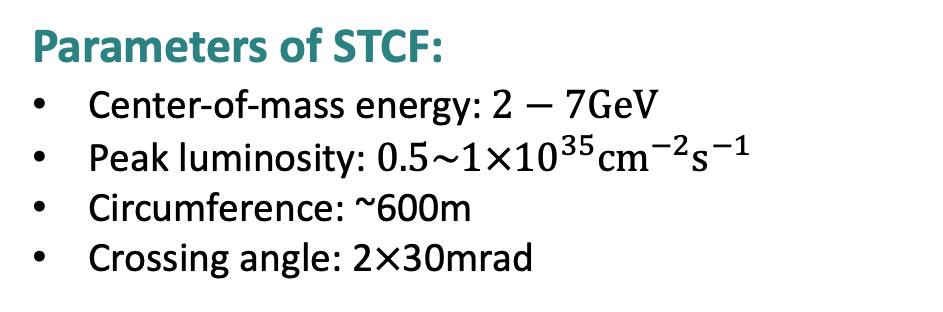 Parameters of STCF:
• Center-of-mass energy: 2 − 7GeV
• Peak luminosity: 0.5~1×10³⁵cm⁻²s⁻¹
• Circumference: ~600m
• Crossing angle: 2×30mrad